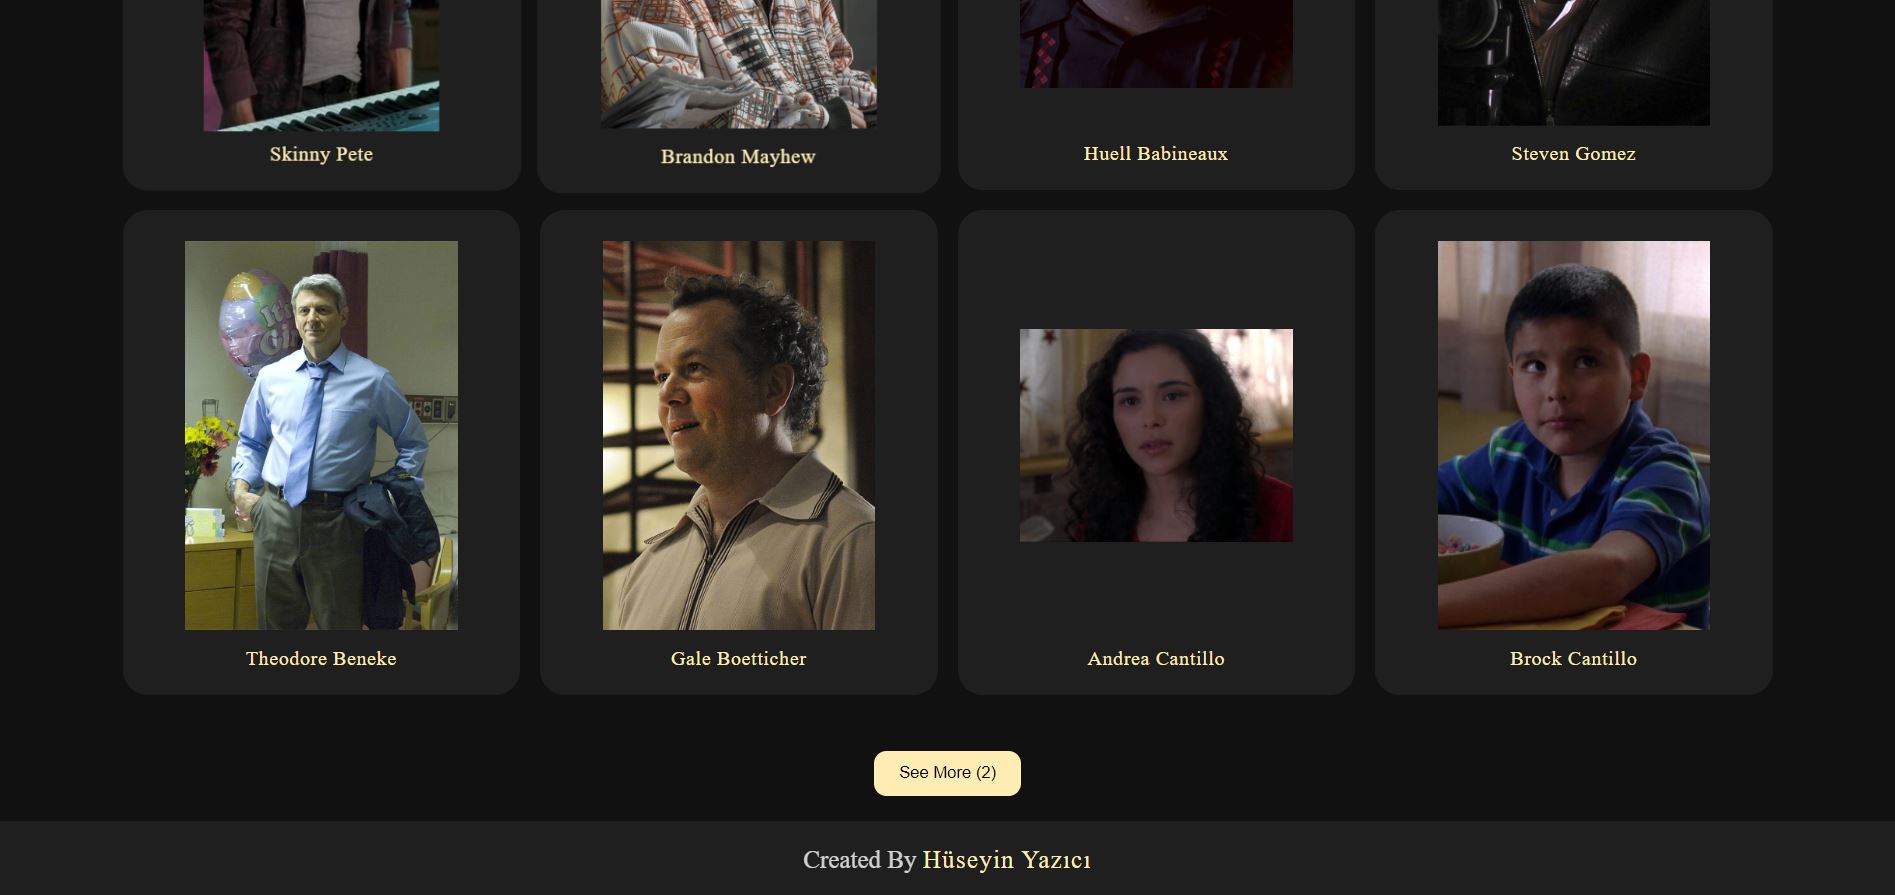 Skinny Pete
Brandon Mayhew
Huell Babineaux
Steven Gomez
It's
Theodore Beneke
Gale Boetticher
Andrea Cantillo
Brock Cantillo
See More (2)
Created By Hüseyin Yazıcı